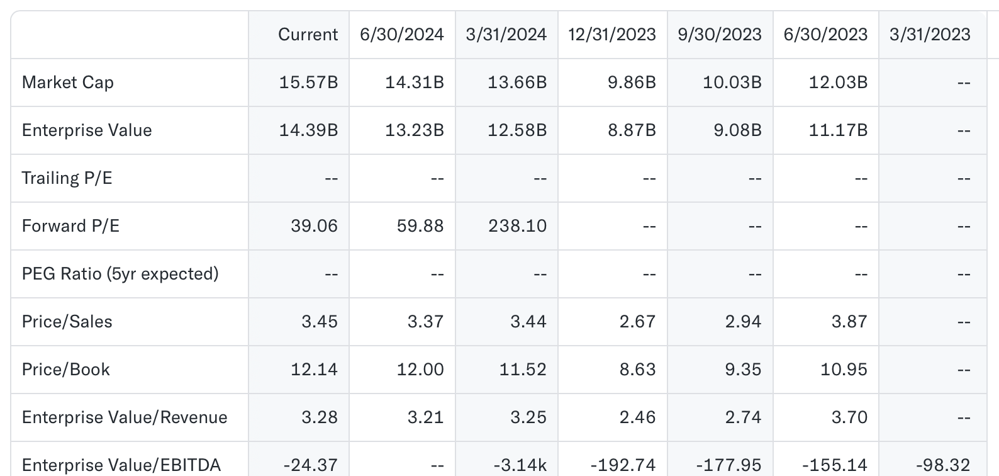 Current 6/30/2024 3/31/2024 12/31/2023 9/30/2023 6/30/2023 3/31/2023
Market Cap 15.57B 14.31B 13.66B 9.86B 10.03B 12.03B --
Enterprise Value 14.39B 13.23B 12.58B 8.87B 9.08B 11.17B --
Trailing P/E -- -- -- -- -- -- --
Forward P/E 39.06 59.88 238.10 -- -- -- --
PEG Ratio (5yr expected) -- -- -- -- -- -- --
Price/Sales 3.45 3.37 3.44 2.67 2.94 3.87 --
Price/Book 12.14 12.00 11.52 8.63 9.35 10.95 --
Enterprise Value/Revenue 3.28 3.21 3.25 2.46 2.74 3.70 --
Enterprise Value/EBITDA -24.37 -- -3.14k -192.74 -177.95 -155.14 -98.32